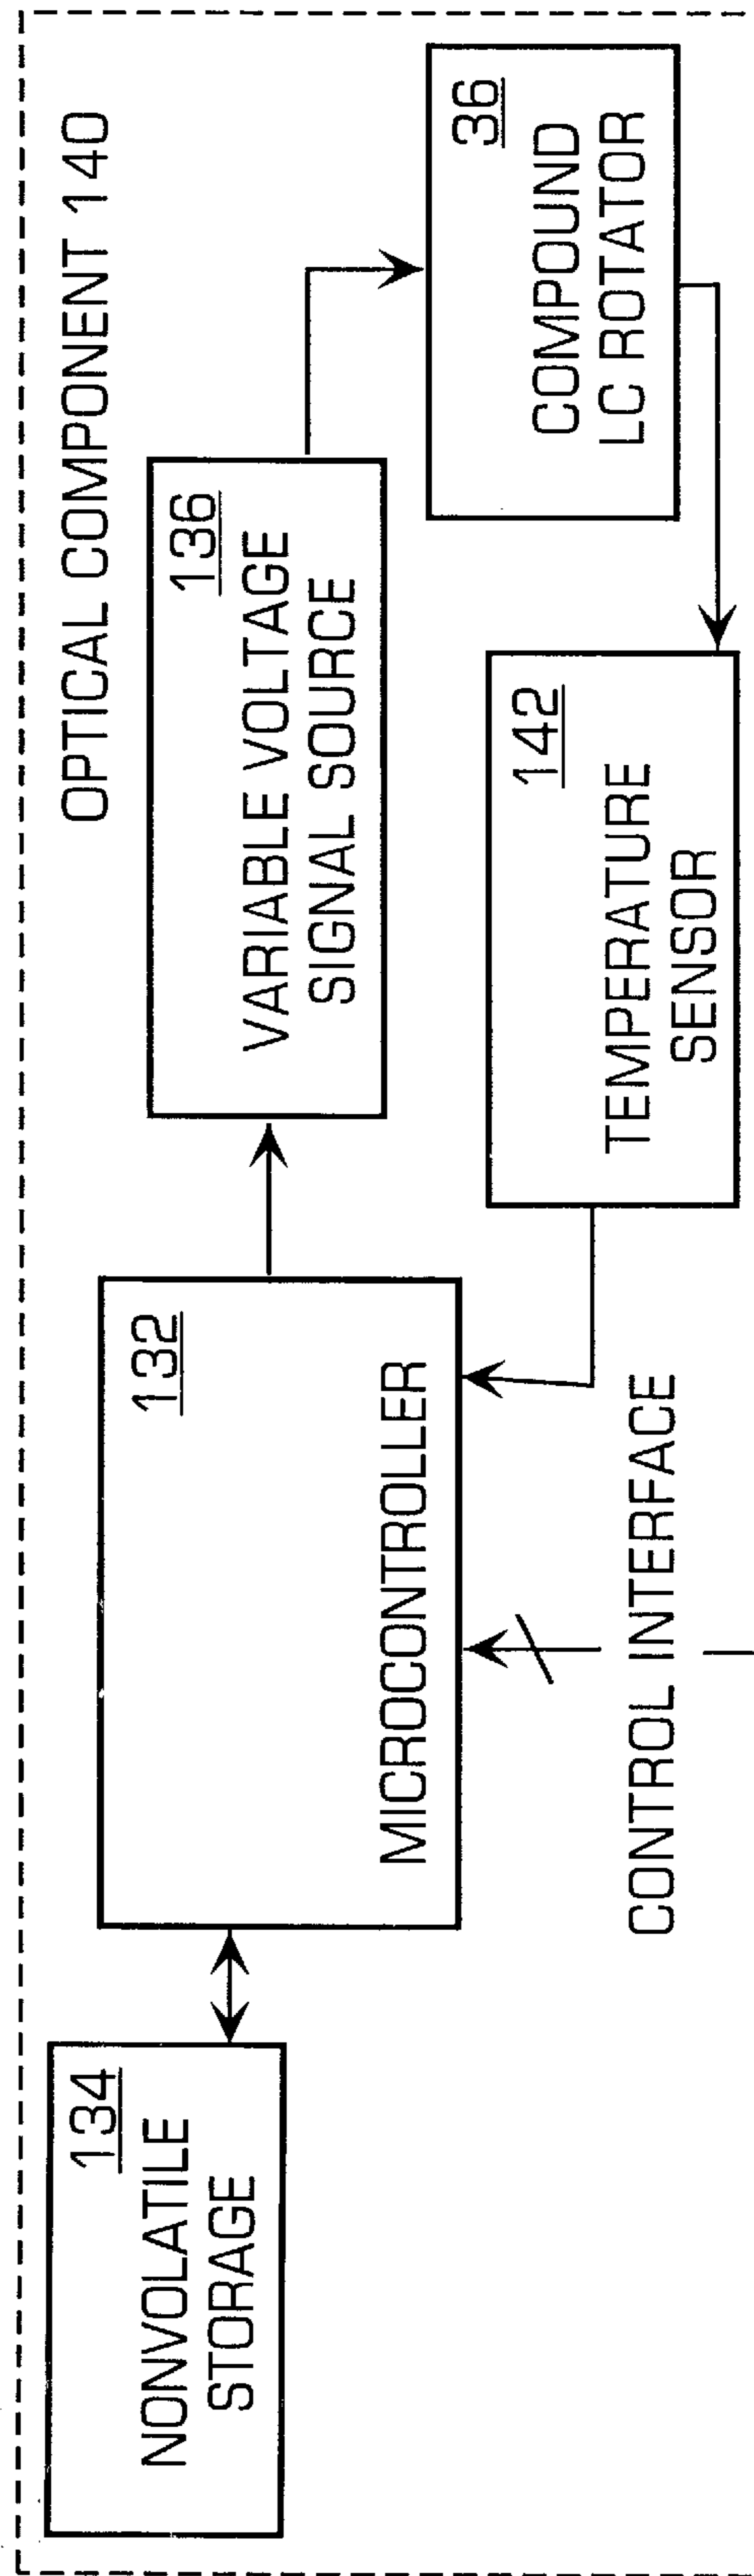 OPTICAL COMPONENT 140
134
NONVOLATILE
STORAGE
132
MICROCONTROLLER
136
VARIABLE VOLTAGE
SIGNAL SOURCE
36
COMPOUND
LC ROTATOR
142
TEMPERATURE
SENSOR
CONTROL INTERFACE